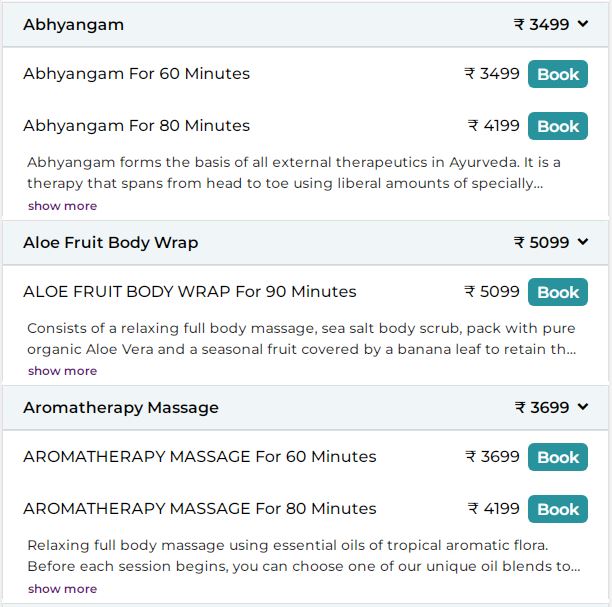 Abhyangam ₹ 3499
Abhyangam For 60 Minutes ₹ 3499 Book
Abhyangam For 80 Minutes ₹ 4199 Book
Abhyangam forms the basis of all external therapeutics in Ayurveda. It is a
therapy that spans from head to toe using liberal amounts of specially...
show more
Aloe Fruit Body Wrap ₹ 5099
ALOE FRUIT BODY WRAP For 90 Minutes ₹ 5099 Book
Consists of a relaxing full body massage, sea salt body scrub, pack with pure
organic Aloe Vera and a seasonal fruit covered by a banana leaf to retain th...
show more
Aromatherapy Massage ₹ 3699
AROMATHERAPY MASSAGE For 60 Minutes ₹ 3699 Book
AROMATHERAPY MASSAGE For 80 Minutes ₹ 4199 Book
Relaxing full body massage using essential oils of tropical aromatic flora.
Before each session begins, you can choose one of our unique oil blends to...
show more